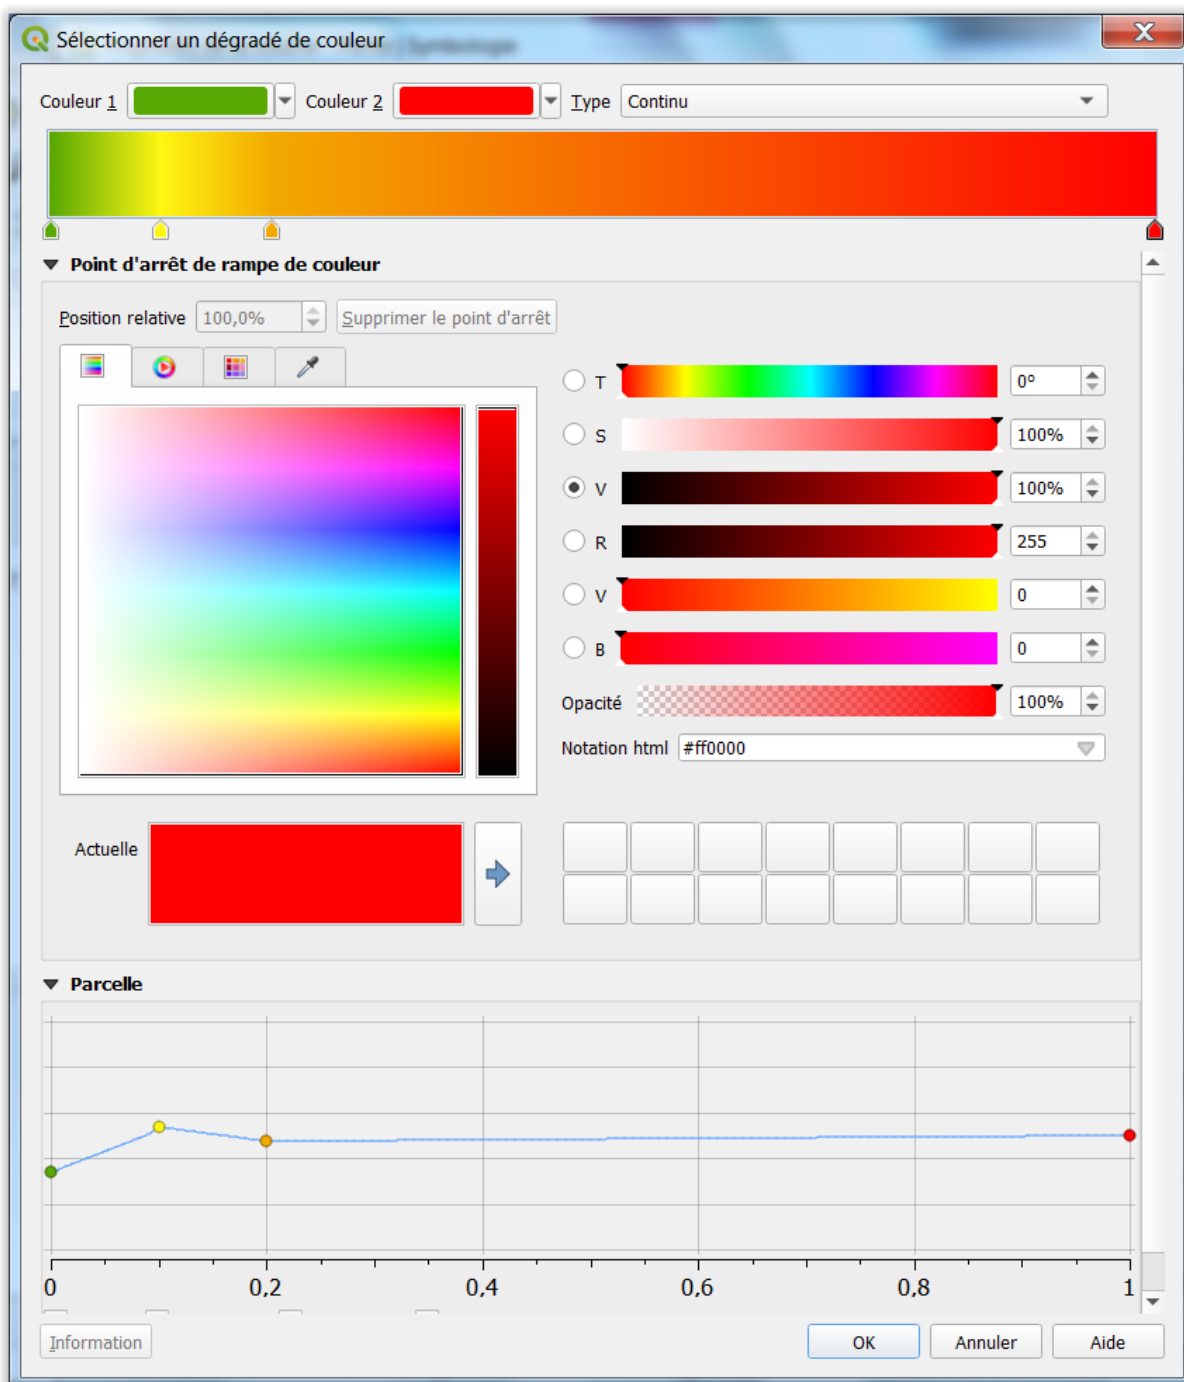 Sélectionner un dégradé de couleur
Couleur 1 Couleur 2 Type Continu
Point d'arrêt de rampe de couleur
Position relative 100,0% Supprimer le point d'arrêt
T 0°
S 100%
V 100%
R 255
V 0
B 0
Opacité 100%
Notation html #ff0000
Actuelle
Parcelle
0 0,2 0,4 0,6 0,8 1
Information OK Annuler Aide